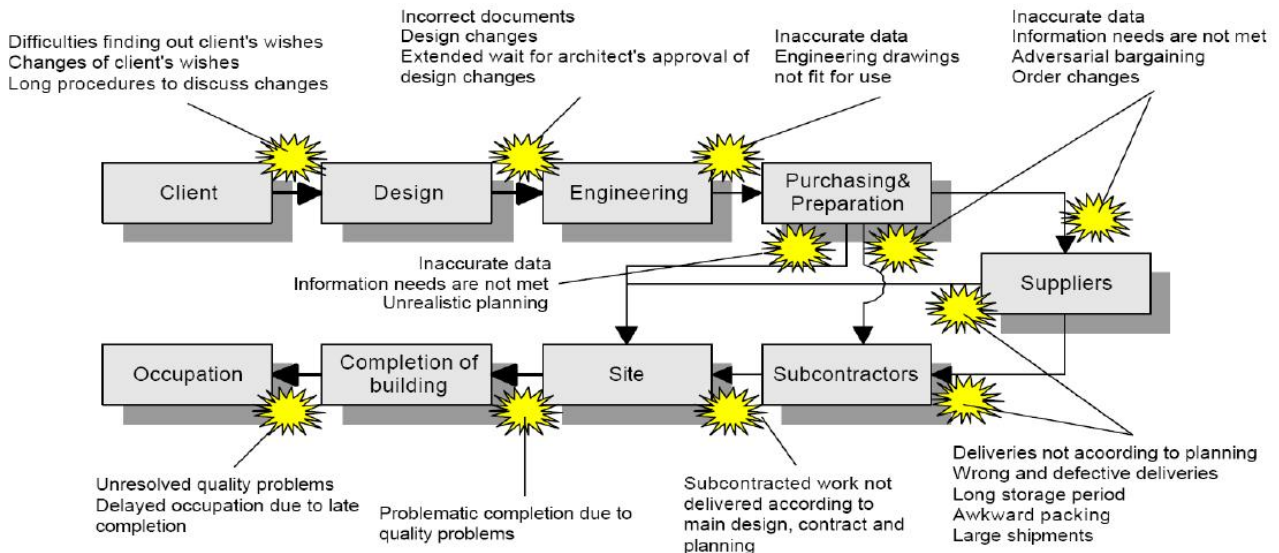 Difficulties finding out client's wishes
Changes of client's wishes
Long procedures to discuss changes
Incorrect documents
Design changes
Extended wait for architect's approval of
design changes
Inaccurate data
Engineering drawings
not fit for use
Inaccurate data
Information needs are not met
Adversarial bargaining
Order changes
Client
Design
Engineering
Purchasing&
Preparation
Inaccurate data
Information needs are not met
Unrealistic planning
Suppliers
Occupation
Completion of
building
Site
Subcontractors
Unresolved quality problems
Delayed occupation due to late
completion
Problematic completion due to
quality problems
Subcontracted work not
delivered according to
main design, contract and
planning
Deliveries not according to planning
Wrong and defective deliveries
Long storage period
Awkward packing
Large shipments